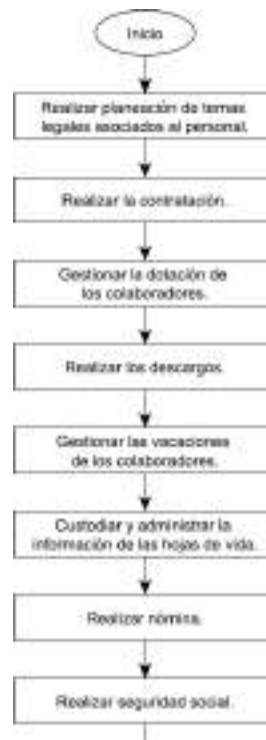 Inicio
Realizar planeación de temas
legales asociados al personal.
Realizar la contratación.
Gestionar la dotación de
los colaboradores.
Realizar los descargos.
Gestionar las vacaciones
de los colaboradores.
Custodiar y administrar la
información de las hojas de vida.
Realizar nómina.
Realizar seguridad social.